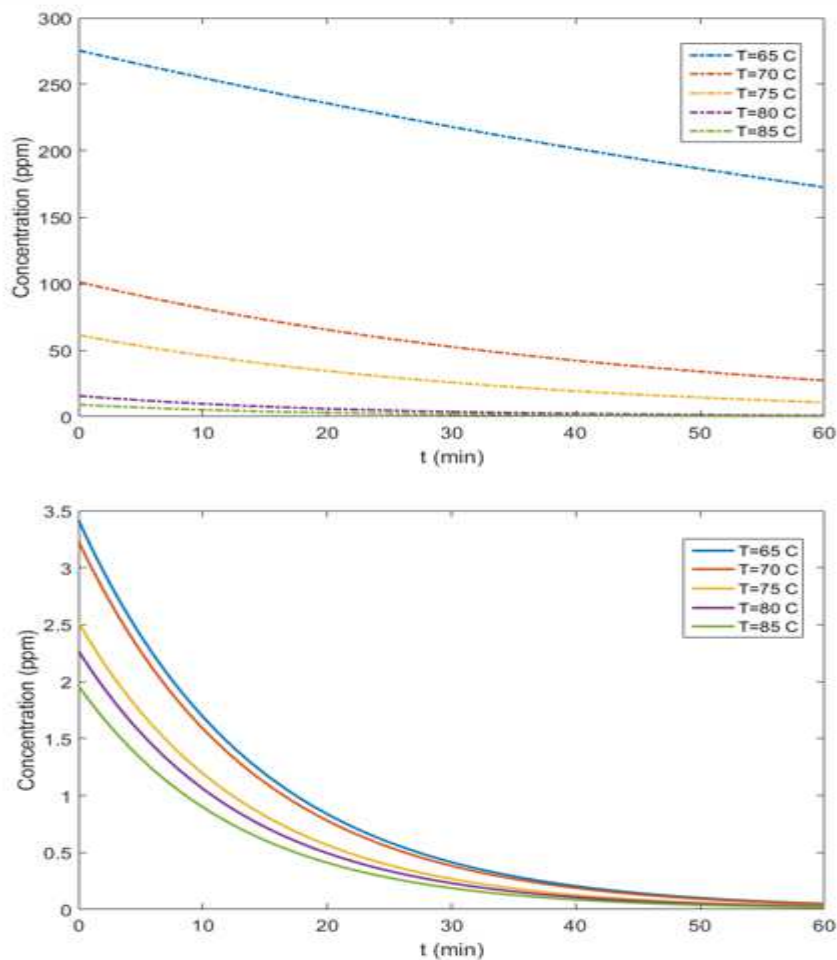 300
250
200
150
100
50
0
Concentration (ppm)
T=65 C
T=70 C
T=75 C
T=80 C
T=85 C
0 10 20 30 40 50 60
t (min)
3.5
3
2.5
2
1.5
1
0.5
0
Concentration (ppm)
T=65 C
T=70 C
T=75 C
T=80 C
T=85 C
0 10 20 30 40 50 60
t (min)